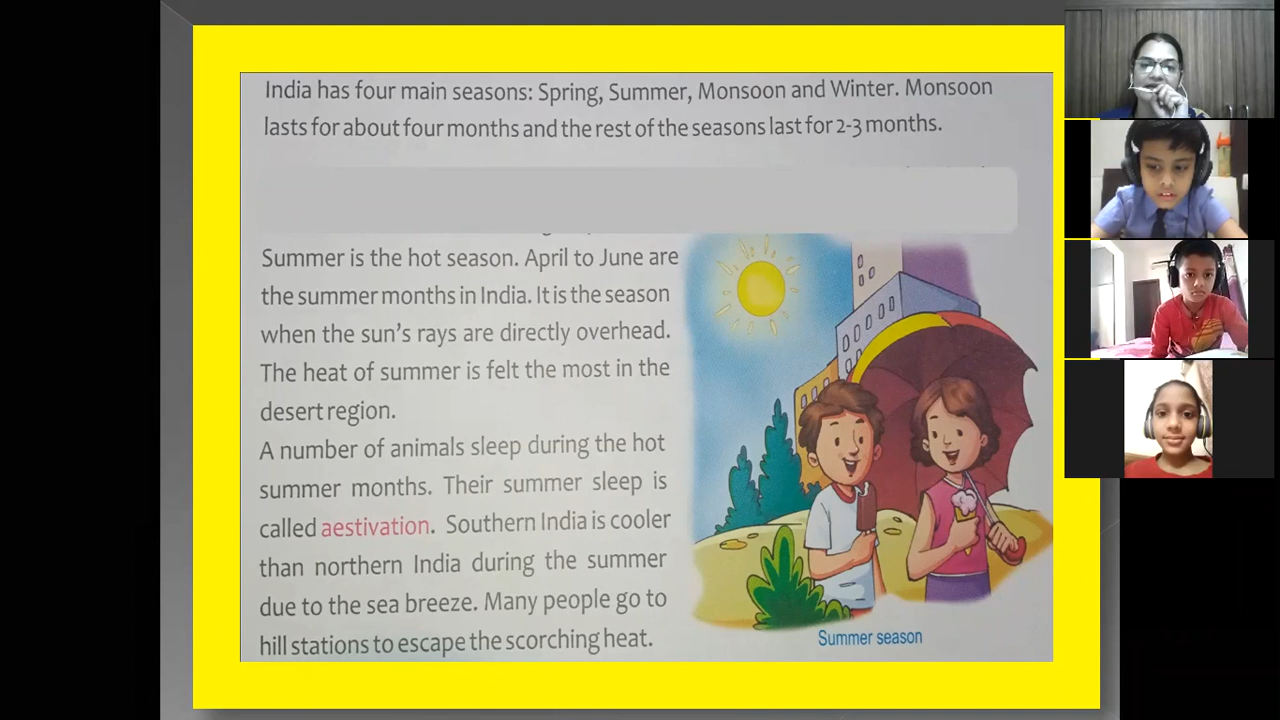 India has four main seasons: Spring, Summer, Monsoon and Winter. Monsoon
lasts for about four months and the rest of the seasons last for 2-3 months.
Summer is the hot season. April to June are
the summer months in India. It is the season
when the sun's rays are directly overhead.
The heat of summer is felt the most in the
desert region.
A number of animals sleep during the hot
summer months. Their summer sleep is
called aestivation. Southern India is cooler
than northern India during the summer
due to the sea breeze. Many people go to
hill stations to escape the scorching heat.
Summer season